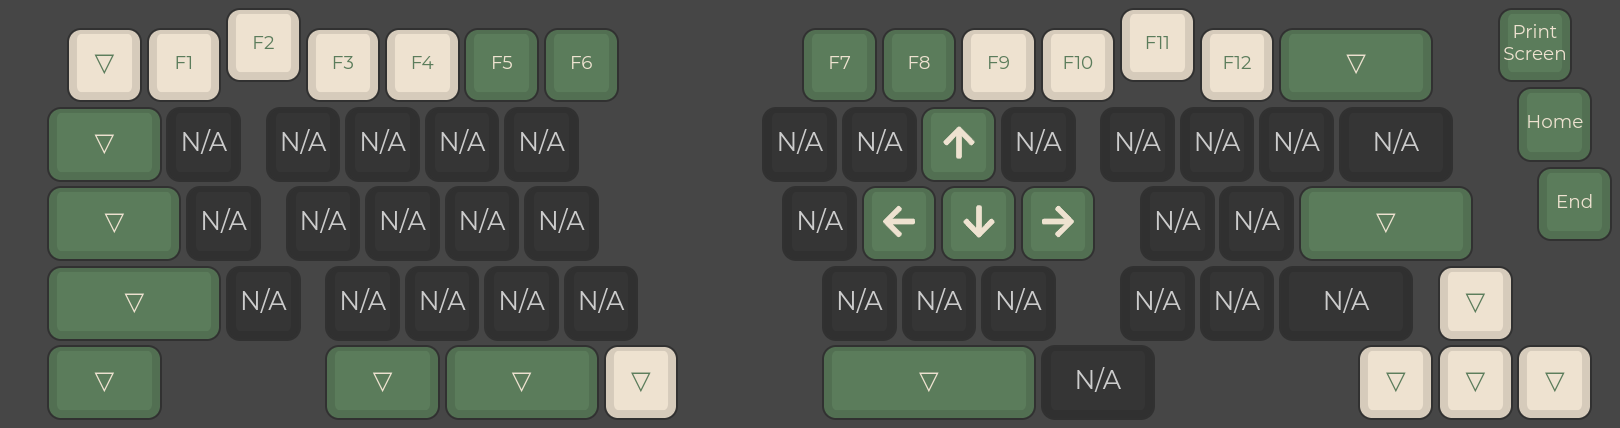 ▽ F1 F2 F3 F4 F5 F6 F7 F8 F9 F10 F11 F12 ▽ Print
Screen
▽ N/A N/A N/A N/A N/A N/A N/A ↑ N/A N/A N/A N/A N/A Home
▽ N/A N/A N/A N/A N/A N/A ← ↓ → N/A N/A ▽ End
▽ N/A N/A N/A N/A N/A N/A N/A N/A N/A N/A N/A ▽
▽ ▽ ▽ ▽ ▽ N/A ▽ ▽ ▽